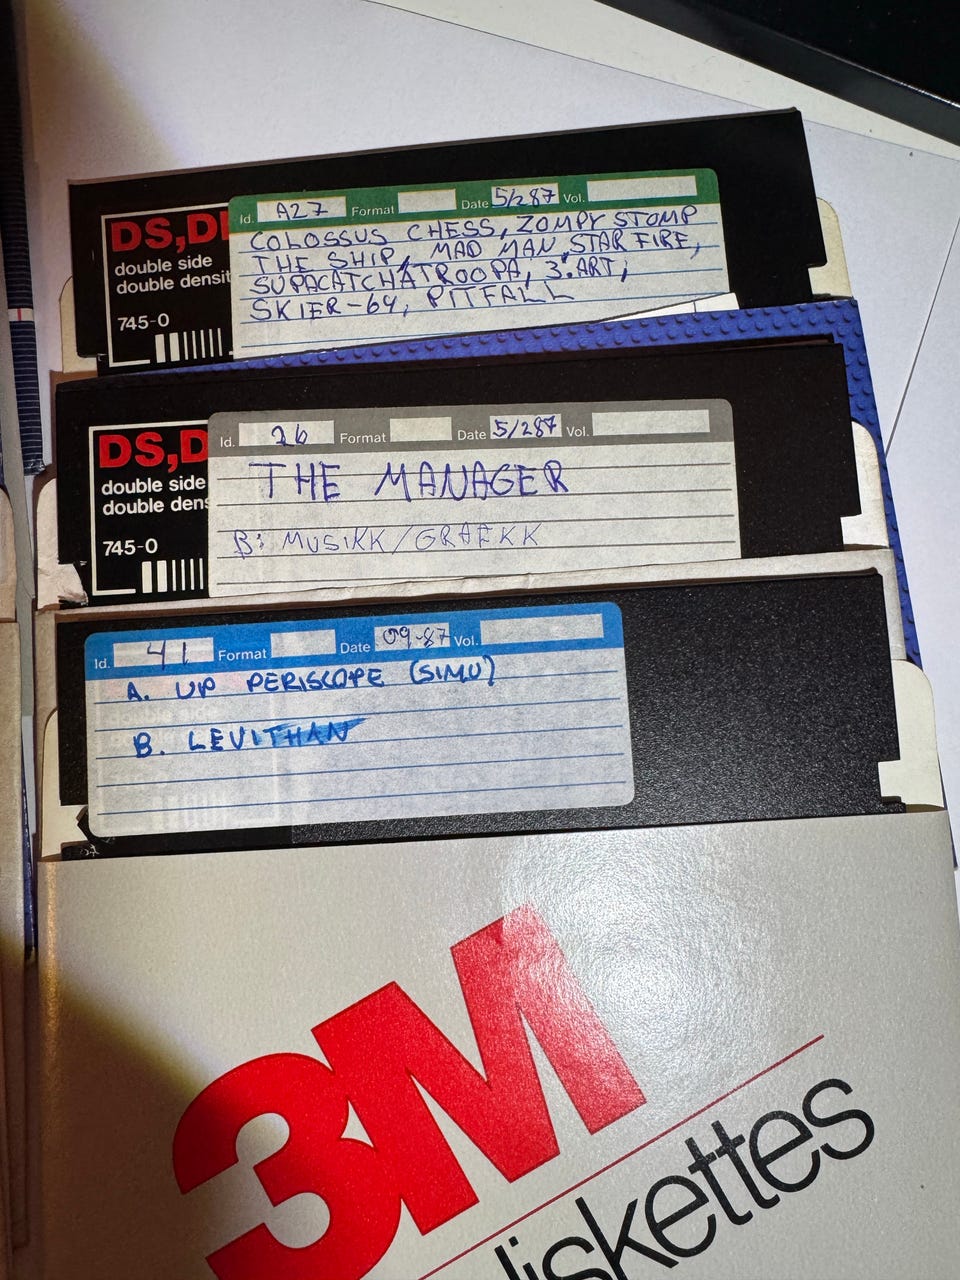 DS,D
double side
double densit
745-0
Id. A27 Format Date 5/287 Vol.
COLOSSUS CHESS, ZOMPY STOMP
THE SHIP, MAD MAN, STAR FIRE,
SUPACATCHATROOPA, 3.ART,
SKIER-64, PITFALL
DS,D
double side
double dens
745-0
Id. 26 Format Date 5/287 Vol.
THE MANAGER
B: MUSIKK/GRAFKK
Id. 41 Format Date 09-87 Vol.
A. UP PERISCOPE (SIMU)
B. LEVITHAN
3M
diskettes